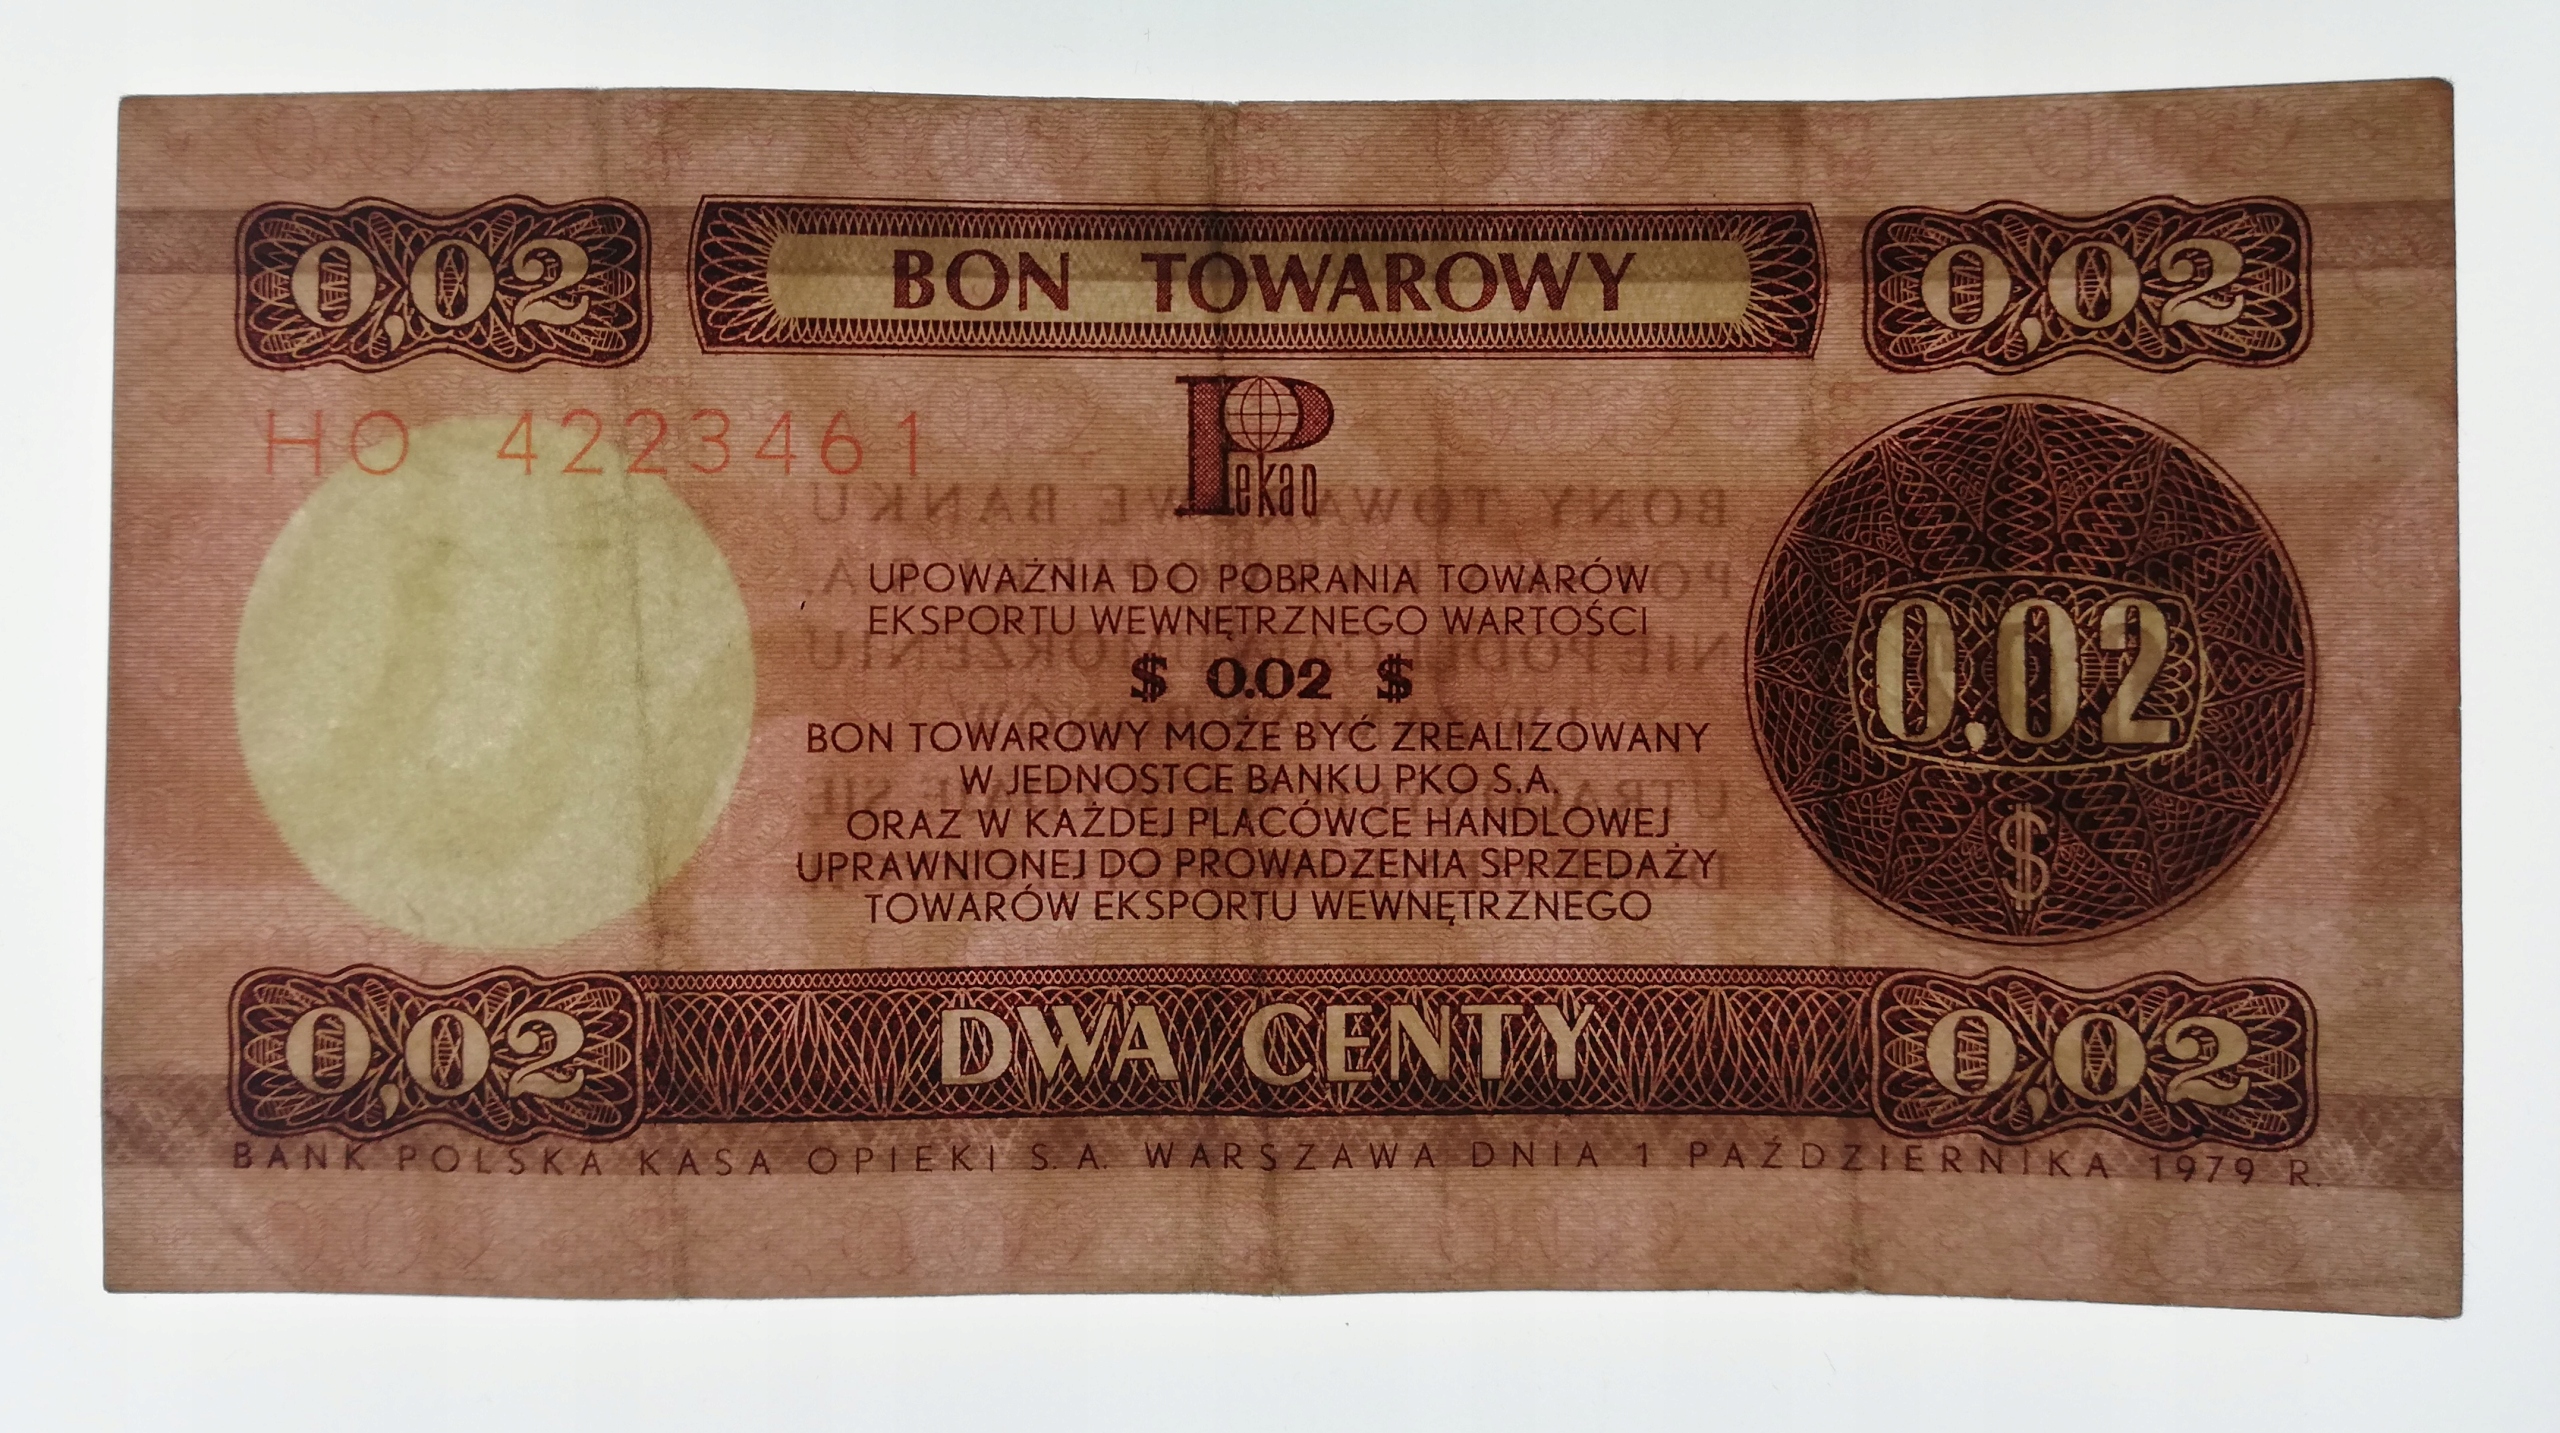 0,02 BON TOWAROWY 0,02
HO 4223461
Pekao
UPOWAŻNIA DO POBRANIA TOWARÓW
EKSPORTU WEWNĘTRZNEGO WARTOŚCI
$ 0.02 $
BON TOWAROWY MOŻE BYĆ ZREALIZOWANY
W JEDNOSTCE BANKU PKO S.A.
ORAZ W KAŻDEJ PLACÓWCE HANDLOWEJ
UPRAWNIONEJ DO PROWADZENIA SPRZEDAŻY
TOWARÓW EKSPORTU WEWNĘTRZNEGO
0,02
$
0,02 DWA CENTY 0,02
BANK POLSKA KASA OPIEKI S.A. WARSZAWA DNIA 1 PAŹDZIERNIKA 1979 R.